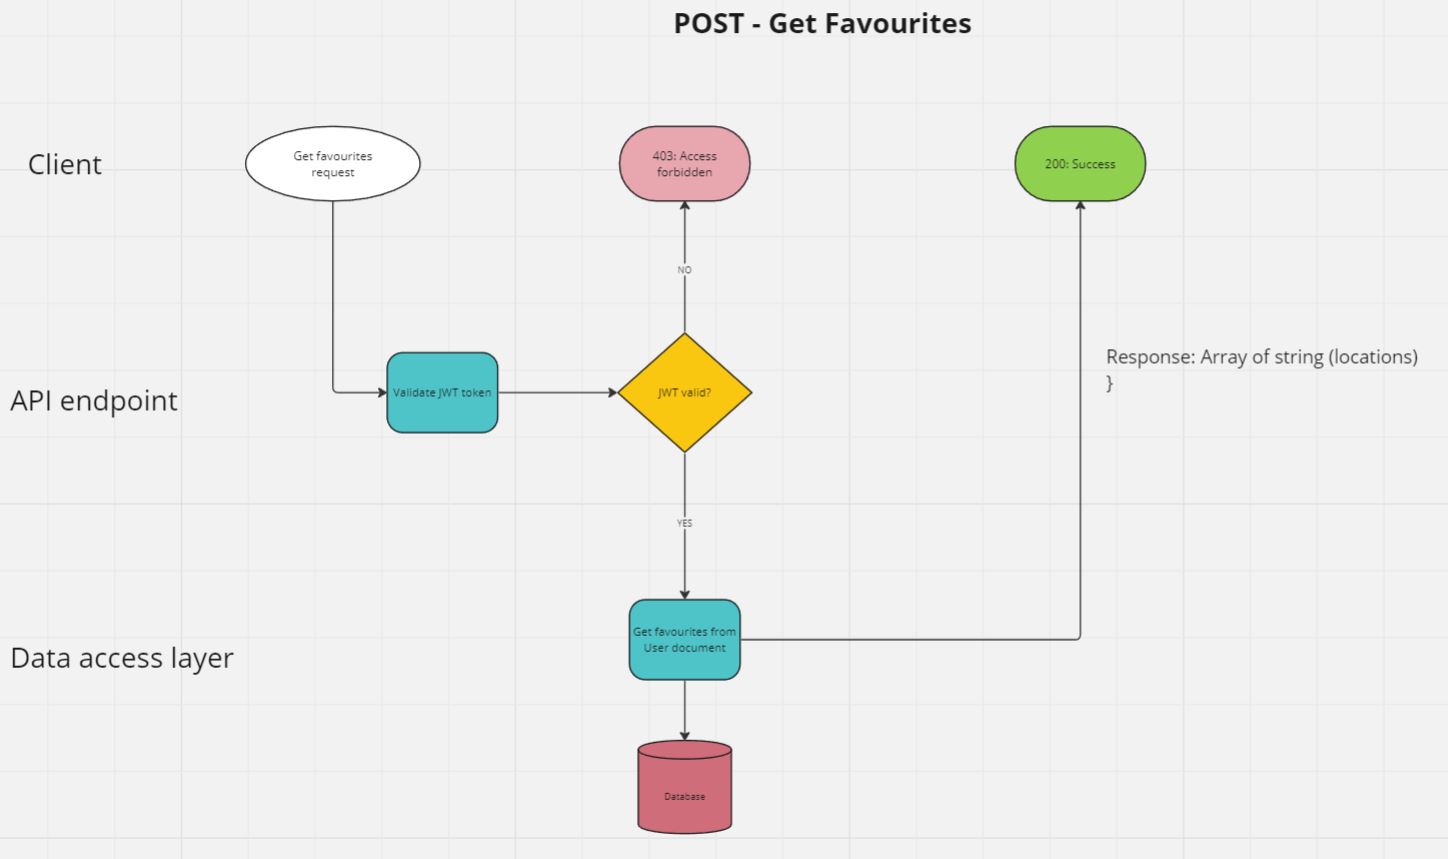 POST - Get Favourites
Client
Get favourites
request
403: Access
forbidden
200: Success
NO
Response: Array of string (locations)
}
API endpoint
Validate JWT token
JWT valid?
YES
Data access layer
Get favourites from
User document
Database